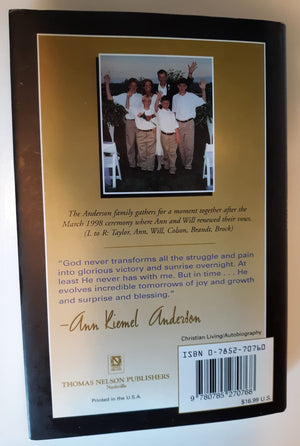 The Anderson family gathers for a moment together after the
March 1998 ceremony where Ann and Will renewed their vows.
(L to R: Taylor, Ann, Will, Colson, Brandt, Brock)
"God never transforms all the struggle and pain
into glorious victory and sunrise overnight. At
least He never has with me. But in time . . . He
evolves incredible tomorrows of joy and growth
and surprise and blessing."
—Ann Kiemel Anderson
Christian Living/Autobiography
ISBN 0-7852-7076-0
THOMAS NELSON PUBLISHERS
Nashville
Printed in the U.S.A.
9 780785 270768
$16.99 U.S.